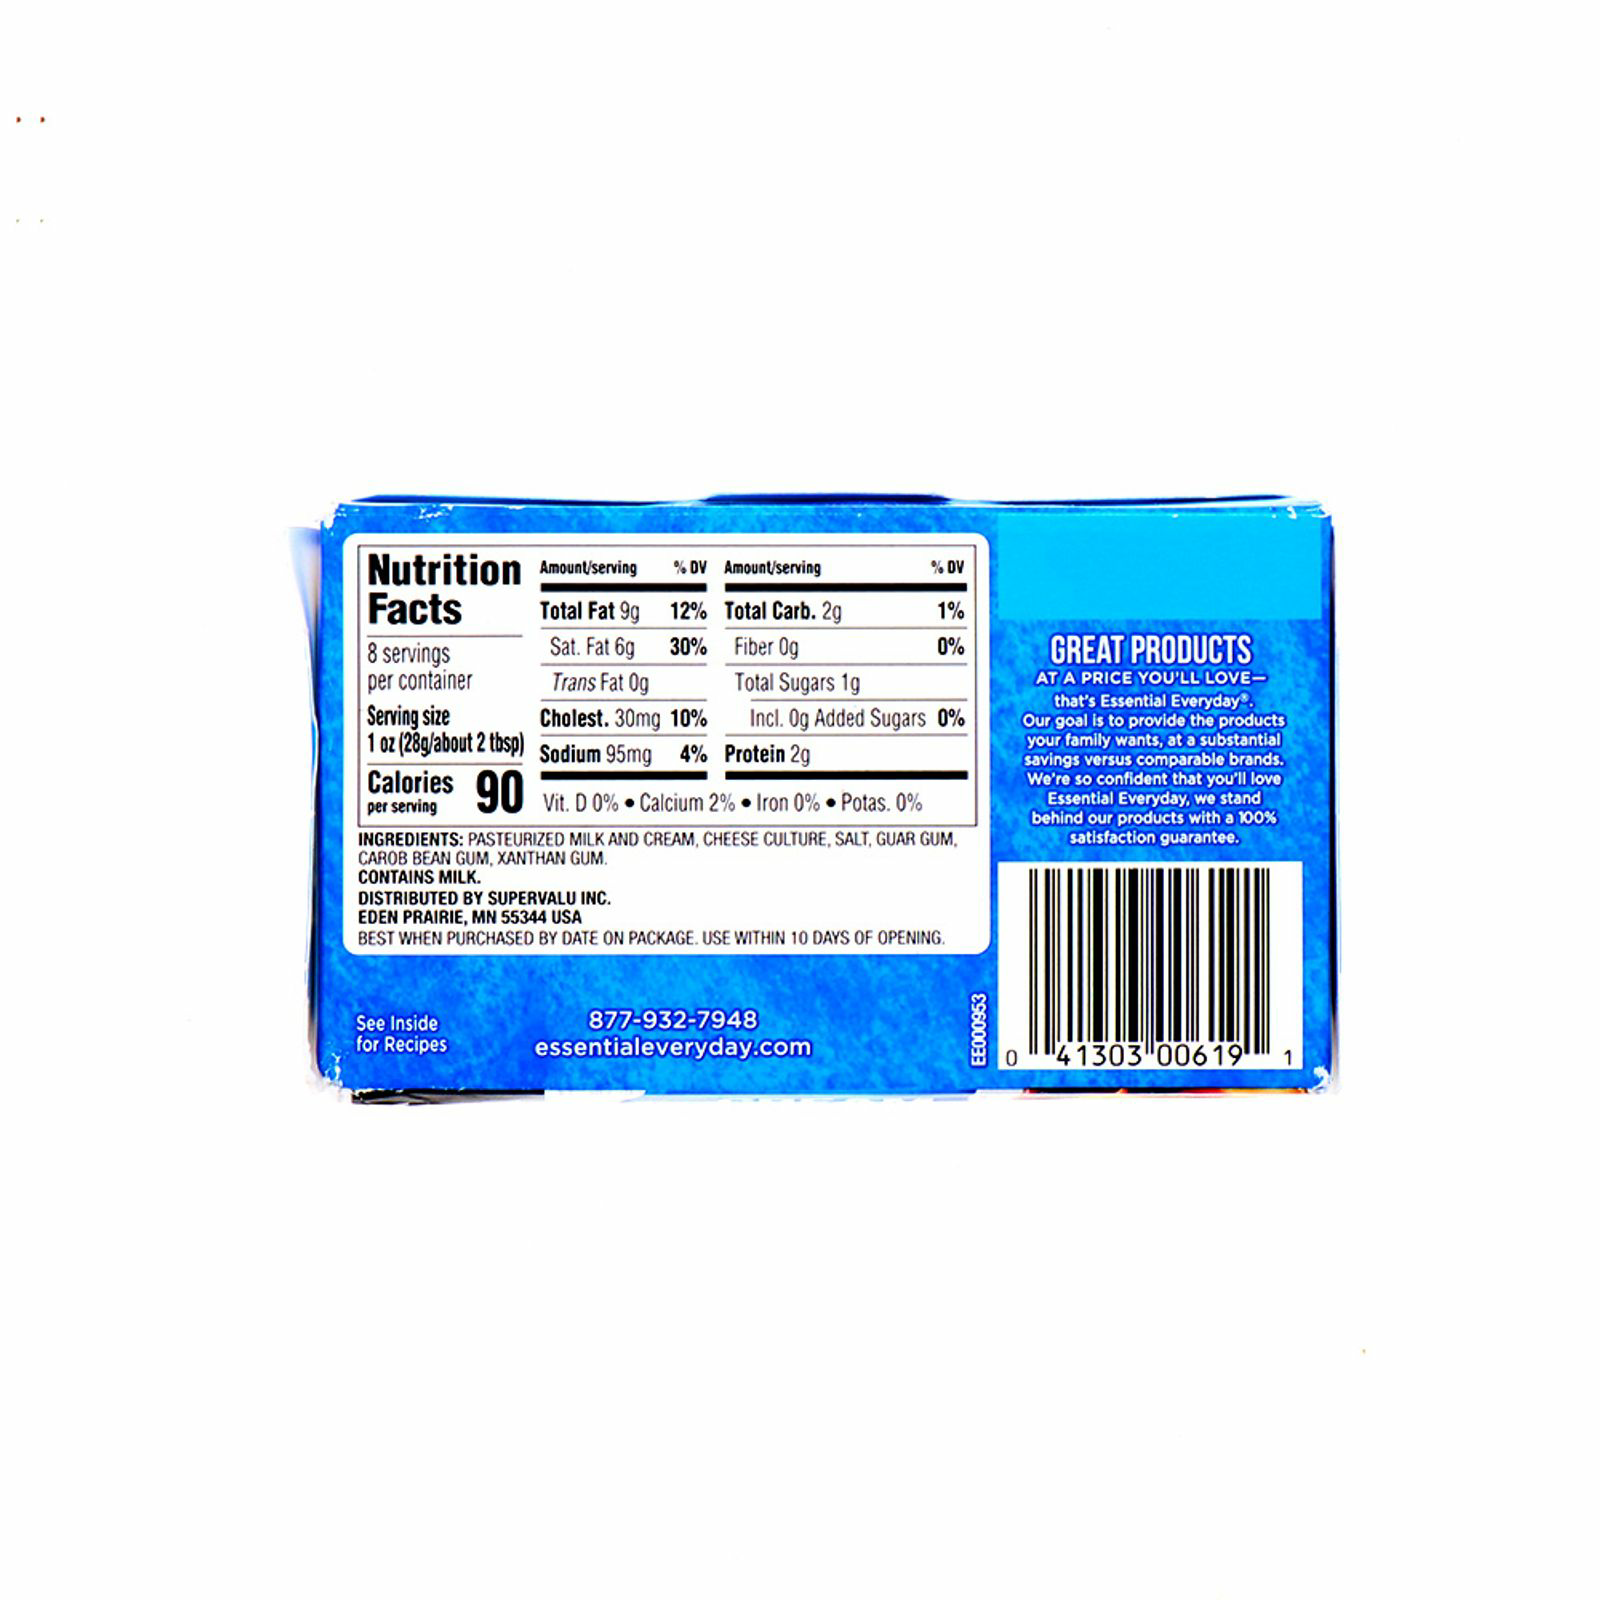 Nutrition
Facts
8 servings
per container
Serving size
1 oz (28g/about 2 tbsp)
Calories 90
per serving
Amount/serving % DV
Total Fat 9g 12%
Sat. Fat 6g 30%
Trans Fat 0g
Cholest. 30mg 10%
Sodium 95mg 4%
Amount/serving % DV
Total Carb. 2g 1%
Fiber 0g 0%
Total Sugars 1g
Incl. 0g Added Sugars 0%
Protein 2g
Vit. D 0% • Calcium 2% • Iron 0% • Potas. 0%
INGREDIENTS: PASTEURIZED MILK AND CREAM, CHEESE CULTURE, SALT, GUAR GUM,
CAROB BEAN GUM, XANTHAN GUM.
CONTAINS MILK.
DISTRIBUTED BY SUPERVALU INC.
EDEN PRAIRIE, MN 55344 USA
BEST WHEN PURCHASED BY DATE ON PACKAGE. USE WITHIN 10 DAYS OF OPENING.
See Inside
for Recipes
877-932-7948
essentialeveryday.com
GREAT PRODUCTS
AT A PRICE YOU'LL LOVE—
that's Essential Everyday®.
Our goal is to provide the products
your family wants, at a substantial
savings versus comparable brands.
We're so confident that you'll love
Essential Everyday, we stand
behind our products with a 100%
satisfaction guarantee.
EE000953
0 41303 00619 1